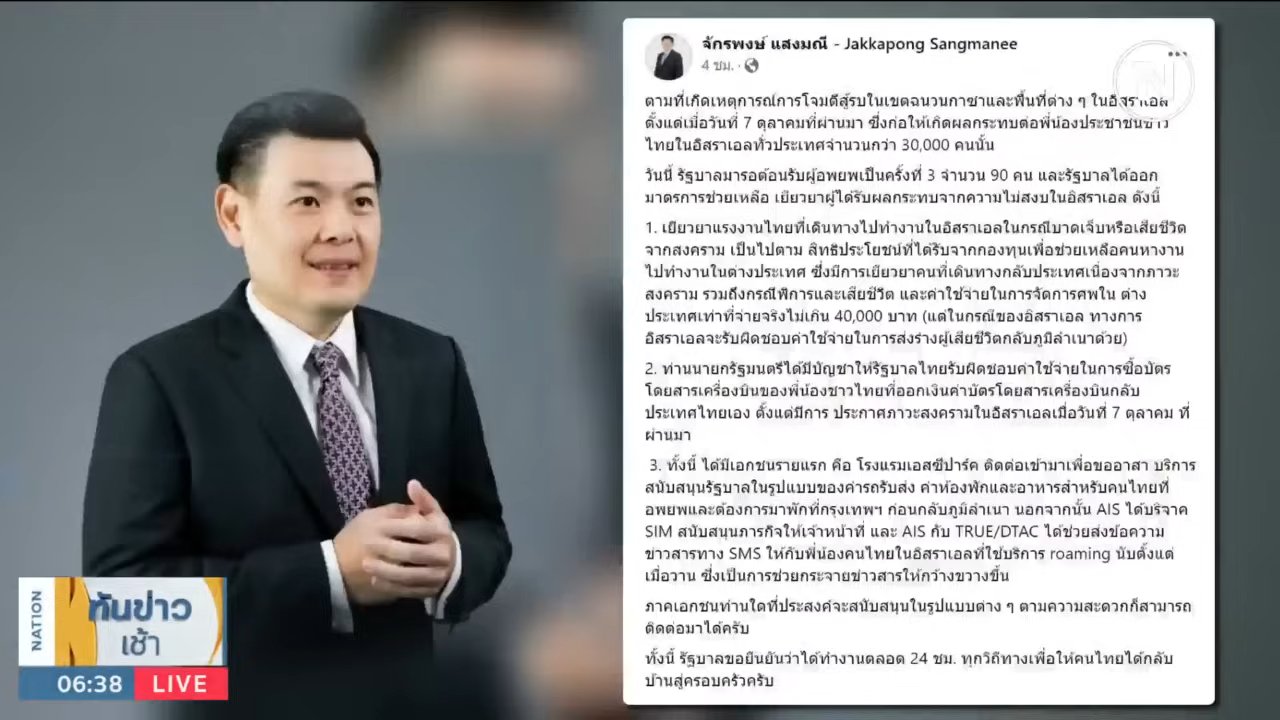 จักรพงษ์ แสงมณี - Jakkapong Sangmanee
4 ชม. ·
ตามที่เกิดเหตุการณ์การโจมตีสู้รบในเขตฉนวนกาซาและพื้นที่ต่าง ๆ ในอิสราเอล
ตั้งแต่เมื่อวันที่ 7 ตุลาคมที่ผ่านมา ซึ่งก่อให้เกิดผลกระทบต่อพี่น้องประชาชนชาว
ไทยในอิสราเอลทั่วประเทศจำนวนกว่า 30,000 คนนั้น
วันนี้ รัฐบาลมารอต้อนรับผู้อพยพเป็นครั้งที่ 3 จำนวน 90 คน และรัฐบาลได้ออก
มาตรการช่วยเหลือ เยียวยาผู้ได้รับผลกระทบจากความไม่สงบในอิสราเอล ดังนี้
1. เยียวยาแรงงานไทยที่เดินทางไปทำงานในอิสราเอลในกรณีบาดเจ็บหรือเสียชีวิต
จากสงคราม เป็นไปตาม สิทธิประโยชน์ที่ได้รับจากกองทุนเพื่อช่วยเหลือคนหางาน
ไปทำงานในต่างประเทศ ซึ่งมีการเยียวยาคนที่เดินทางกลับประเทศเนื่องจากภาวะ
สงคราม รวมถึงกรณีพิการและเสียชีวิต และค่าใช้จ่ายในการจัดการศพใน ต่าง
ประเทศเท่าที่จ่ายจริงไม่เกิน 40,000 บาท (แต่ในกรณีของอิสราเอล ทางการ
อิสราเอลจะรับผิดชอบค่าใช้จ่ายในการส่งร่างผู้เสียชีวิตกลับภูมิลำเนาด้วย)
2. ท่านนายกรัฐมนตรีได้มีบัญชาให้รัฐบาลไทยรับผิดชอบค่าใช้จ่ายในการซื้อบัตร
โดยสารเครื่องบินของพี่น้องชาวไทยที่ออกเงินค่าบัตรโดยสารเครื่องบินกลับ
ประเทศไทยเอง ตั้งแต่มีการ ประกาศภาวะสงครามในอิสราเอลเมื่อวันที่ 7 ตุลาคม ที่
ผ่านมา
3. ทั้งนี้ ได้มีเอกชนรายแรก คือ โรงแรมเอสซีปาร์ค ติดต่อเข้ามาเพื่อขออาสา บริการ
สนับสนุนรัฐบาลในรูปแบบของค่ารถรับส่ง ค่าห้องพักและอาหารสำหรับคนไทยที่
อพยพและต้องการมาพักที่กรุงเทพฯ ก่อนกลับภูมิลำเนา นอกจากนั้น AIS ได้บริจาค
SIM สนับสนุนภารกิจให้เจ้าหน้าที่ และ AIS กับ TRUE/DTAC ได้ช่วยส่งข้อความ
ข่าวสารทาง SMS ให้กับพี่น้องคนไทยในอิสราเอลที่ใช้บริการ roaming นับตั้งแต่
เมื่อวาน ซึ่งเป็นการช่วยกระจายข่าวสารให้กว้างขวางขึ้น
ภาคเอกชนท่านใดที่ประสงค์จะสนับสนุนในรูปแบบต่าง ๆ ตามความสะดวกก็สามารถ
ติดต่อมาได้ครับ
ทั้งนี้ รัฐบาลขอยืนยันว่าได้ทำงานตลอด 24 ชม. ทุกวิถีทางเพื่อให้คนไทยได้กลับ
บ้านสู่ครอบครัวครับ
NATION
ทันข่าว
เช้า
06:38 LIVE